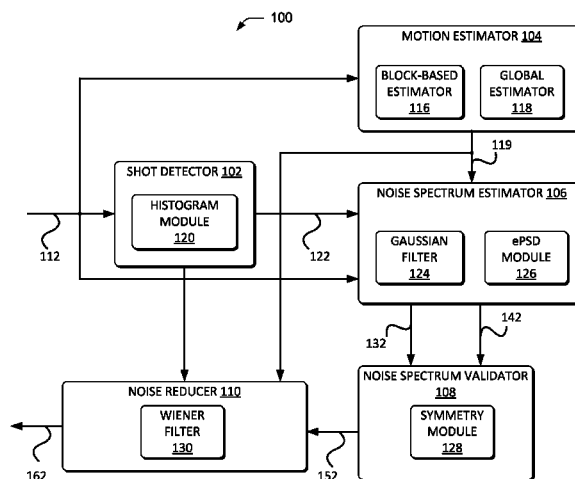 100
MOTION ESTIMATOR 104
BLOCK-BASED
ESTIMATOR
116
GLOBAL
ESTIMATOR
118
119
SHOT DETECTOR 102
HISTOGRAM
MODULE
120
112
122
NOISE SPECTRUM ESTIMATOR 106
GAUSSIAN
FILTER
124
ePSD
MODULE
126
132
142
NOISE REDUCER 110
WIENER
FILTER
130
NOISE SPECTRUM VALIDATOR
108
SYMMETRY
MODULE
128
162
152